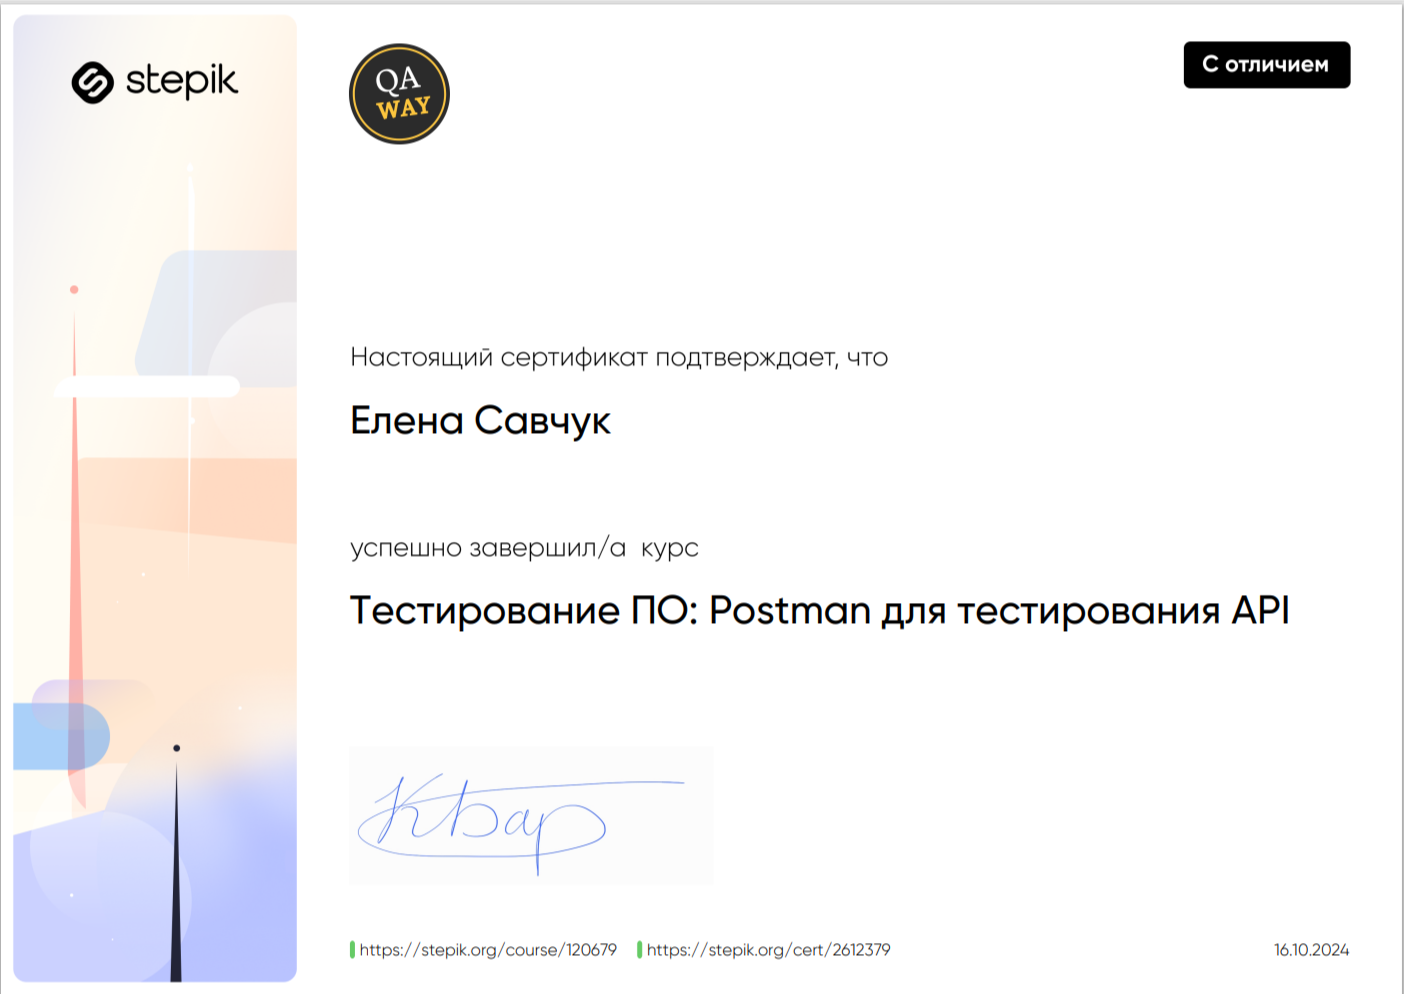 stepik
QA
WAY
С отличием
Настоящий сертификат подтверждает, что
Елена Савчук
успешно завершил/а курс
Тестирование ПО: Postman для тестирования API
https://stepik.org/course/120679
https://stepik.org/cert/2612379
16.10.2024